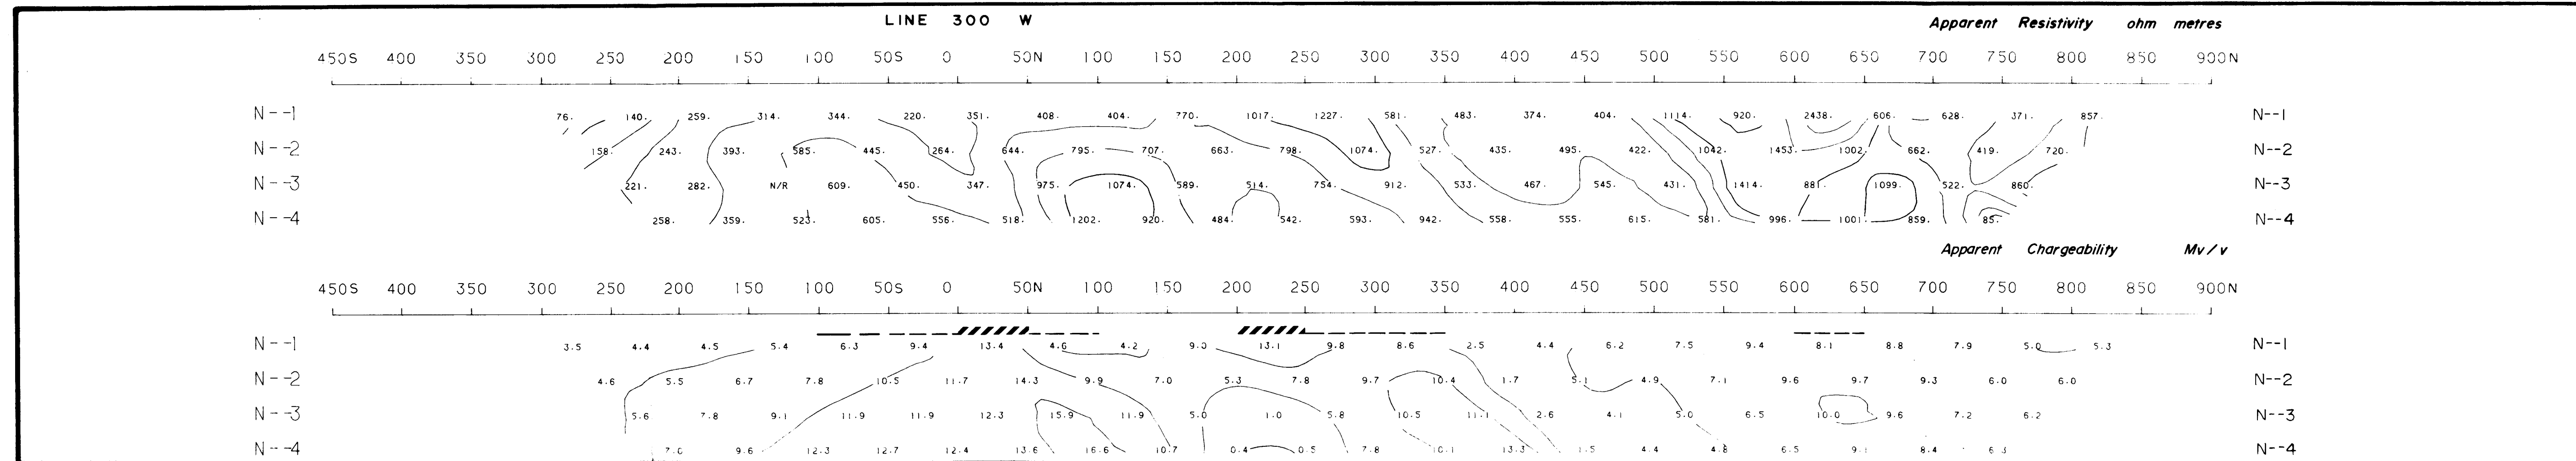 LINE 300 W
Apparent Resistivity ohm metres
450S 400 350 300 250 200 150 100 50S 0 50N 100 150 200 250 300 350 400 450 500 550 600 650 700 750 800 850 900N
N--1 76. 140. 259. 314. 344. 220. 351. 408. 404. 770. 1017. 1227. 581. 483. 374. 404. 1114. 920. 2438. 606. 628. 371. 857. N--1
N--2 158. 243. 393. 585. 445. 264. 644. 795. 707. 663. 798. 1074. 527. 435. 495. 422. 1042. 1453. 1002. 662. 419. 720. N--2
N--3 221. 282. N/R 609. 450. 347. 975. 1074. 589. 514. 754. 912. 533. 467. 545. 431. 1414. 881. 1099. 522. 860. N--3
N--4 258. 359. 523. 605. 556. 518. 1202. 920. 484. 542. 593. 942. 558. 555. 615. 581. 996. 1001. 859. 85. N--4
Apparent Chargeability Mv/v
450S 400 350 300 250 200 150 100 50S 0 50N 100 150 200 250 300 350 400 450 500 550 600 650 700 750 800 850 900N
N--1 3.5 4.4 4.5 5.4 6.3 9.4 13.4 4.6 4.2 9.0 13.1 9.8 8.6 2.5 4.4 6.2 7.5 9.4 8.1 8.8 7.9 5.0 5.3 N--1
N--2 4.6 5.5 6.7 7.8 10.5 11.7 14.3 9.9 7.0 5.3 7.8 9.7 10.4 1.7 5.1 4.9 7.1 9.6 9.7 9.3 6.0 6.0 N--2
N--3 5.6 7.8 9.1 11.9 11.9 12.3 15.9 11.9 5.0 1.0 5.8 10.5 11.1 2.6 4.1 5.0 6.5 10.0 9.6 7.2 6.2 N--3
N--4 7.0 9.6 12.3 12.7 12.4 13.6 16.6 10.7 0.4 0.5 7.8 10.1 13.3 1.5 4.4 4.8 6.5 9.1 8.4 6.3 N--4